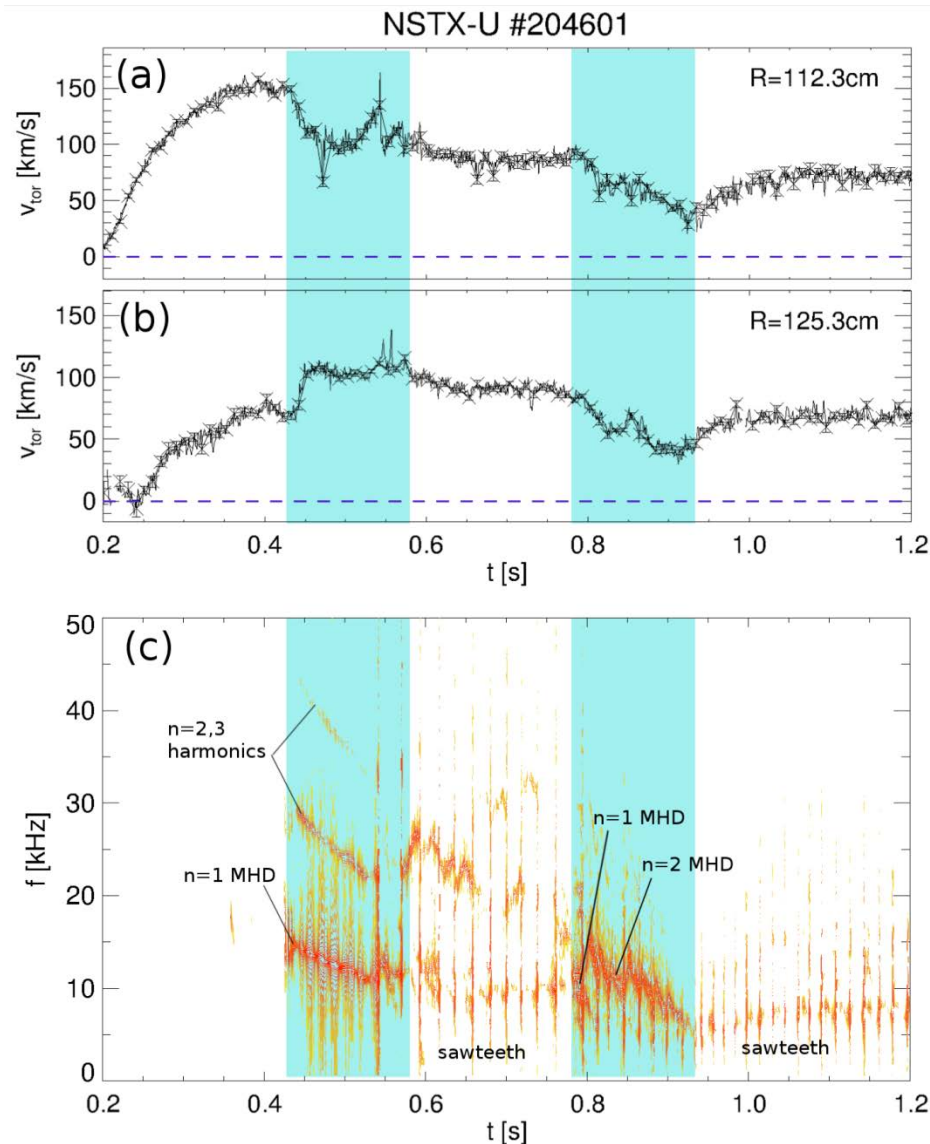 NSTX-U #204601
(a)
R=112.3cm
v_tor [km/s]
150
100
50
0
(b)
R=125.3cm
v_tor [km/s]
150
100
50
0
0.2 0.4 0.6 0.8 1.0 1.2
t [s]
(c)
f [kHz]
50
40
30
20
10
0
n=2,3
harmonics
n=1 MHD
n=1 MHD
n=2 MHD
sawteeth
sawteeth
0.2 0.4 0.6 0.8 1.0 1.2
t [s]